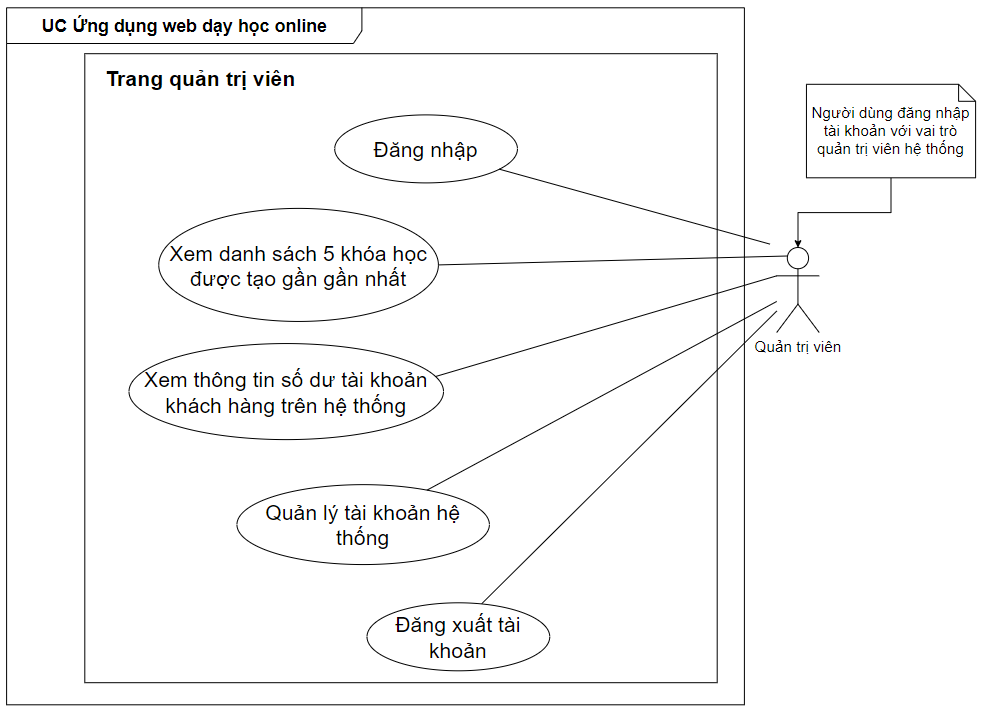 UC Ứng dụng web dạy học online
Trang quản trị viên
Đăng nhập
Người dùng đăng nhập
tài khoản với vai trò
quản trị viên hệ thống
Xem danh sách 5 khóa học
được tạo gần gần nhất
Quản trị viên
Xem thông tin số dư tài khoản
khách hàng trên hệ thống
Quản lý tài khoản hệ
thống
Đăng xuất tài
khoản